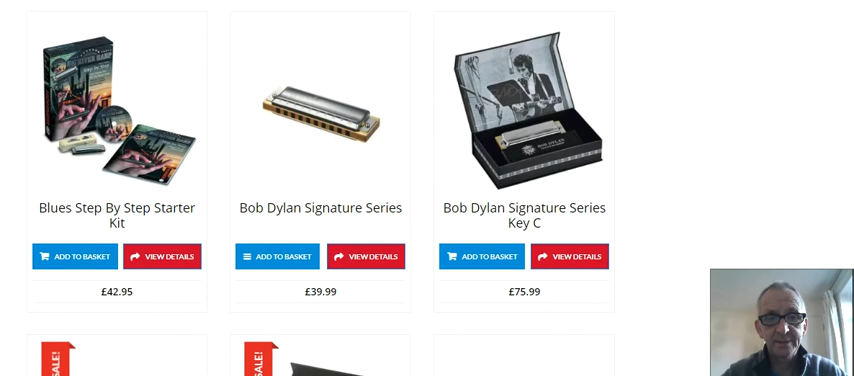 Blues Step By Step Starter
Kit
Bob Dylan Signature Series
Bob Dylan Signature Series
Key C
ADD TO BASKET
VIEW DETAILS
ADD TO BASKET
VIEW DETAILS
ADD TO BASKET
VIEW DETAILS
£42.95
£39.99
£75.99
BOB DYLAN
SALE!
SALE!